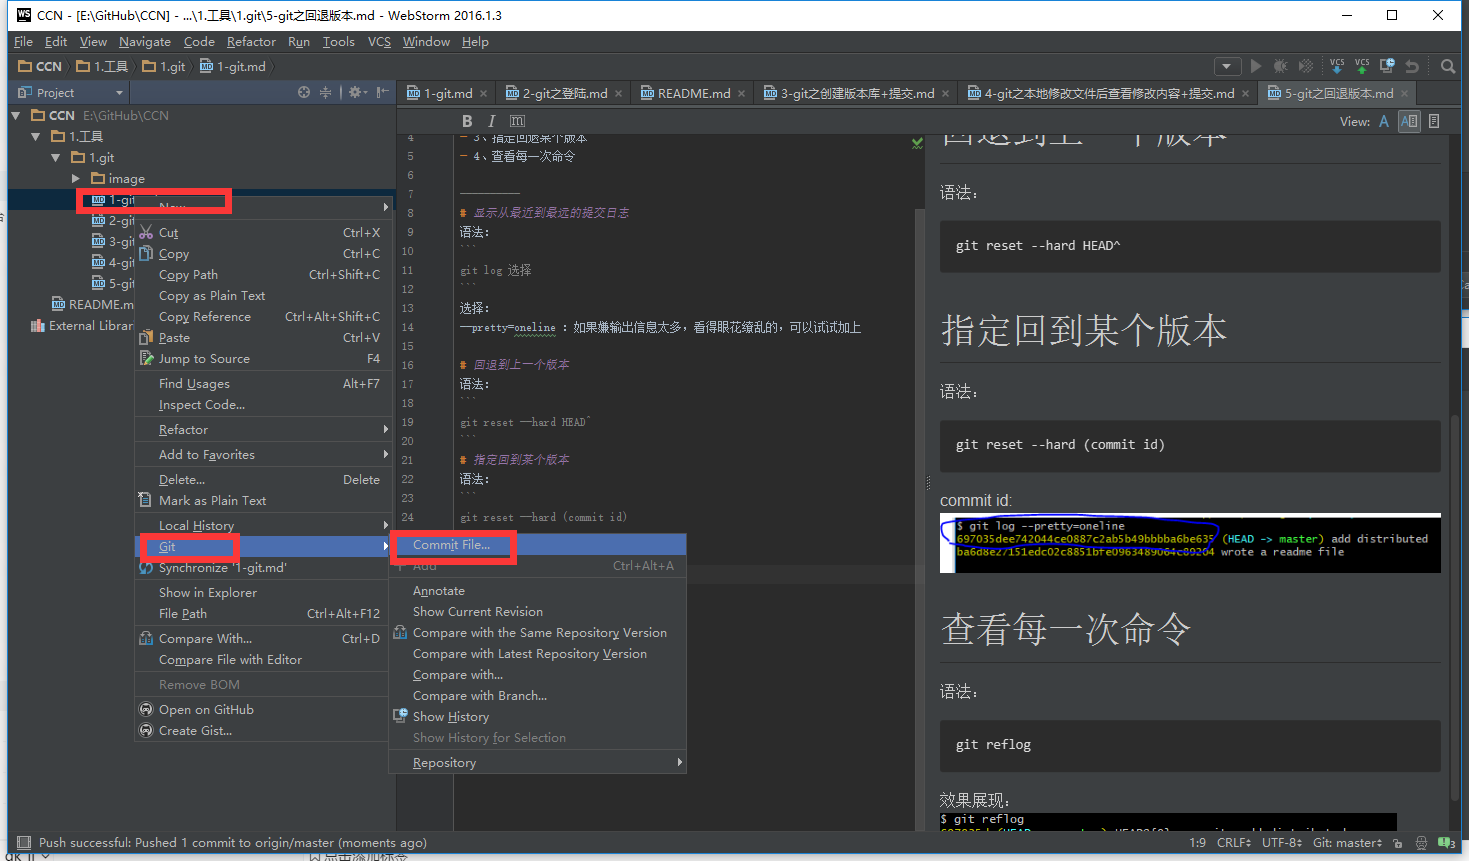 CCN - [E:\GitHub\CCN] - ...\1.工具\1.git\5-git之回退版本.md - WebStorm 2016.1.3
File Edit View Navigate Code Refactor Run Tools VCS Window Help
CCN 1.工具 1.git 1-git.md
Project
1-git.md 2-git之登陆.md README.md 3-git之创建版本库+提交.md 4-git之本地修改文件后查看修改内容+提交.md 5-git之回退版本.md
CCN E:\GitHub\CCN
1.工具
1.git
image
1-git
2-git
3-git
4-git
5-git
README.m
External Librar
New
Cut Ctrl+X
Copy Ctrl+C
Copy Path Ctrl+Shift+C
Copy as Plain Text
Copy Reference Ctrl+Alt+Shift+C
Paste Ctrl+V
Jump to Source F4
Find Usages Alt+F7
Inspect Code...
Refactor
Add to Favorites
Delete... Delete
Mark as Plain Text
Local History
Git
Synchronize '1-git.md'
Show in Explorer
File Path Ctrl+Alt+F12
Compare With... Ctrl+D
Compare File with Editor
Remove BOM
Open on GitHub
Create Gist...
Commit File...
Add Ctrl+Alt+A
Annotate
Show Current Revision
Compare with the Same Repository Version
Compare with Latest Repository Version
Compare with...
Compare with Branch...
Show History
Show History for Selection
Repository
B I m
View: A A
4 - 3、指定回退某个版本
5 - 4、查看每一次命令
6
7 ————————
8 # 显示从最近到最远的提交日志
9 语法:
10 ```
11 git log 选择
12 ```
13 选择:
14 --pretty=oneline : 如果嫌输出信息太多，看得眼花缭乱的，可以试试加上
15
16 # 回退到上一个版本
17 语法:
18 ```
19 git reset --hard HEAD^
20 ```
21 # 指定回到某个版本
22 语法:
23 ```
24 git reset --hard (commit id)
回退到上一个版本
语法：
git reset --hard HEAD^
指定回到某个版本
语法：
git reset --hard (commit id)
commit id:
$ git log --pretty=oneline
697035dee742044ce0887c2ab5b49bbbba6be635 (HEAD -> master) add distributed
ba6d8e27151edc02c8851bfe0963489064c89204 wrote a readme file
查看每一次命令
语法：
git reflog
效果展现：
$ git reflog
Push successful: Pushed 1 commit to origin/master (moments ago)
1:9 CRLF UTF-8 Git: master 3
点击添加标签